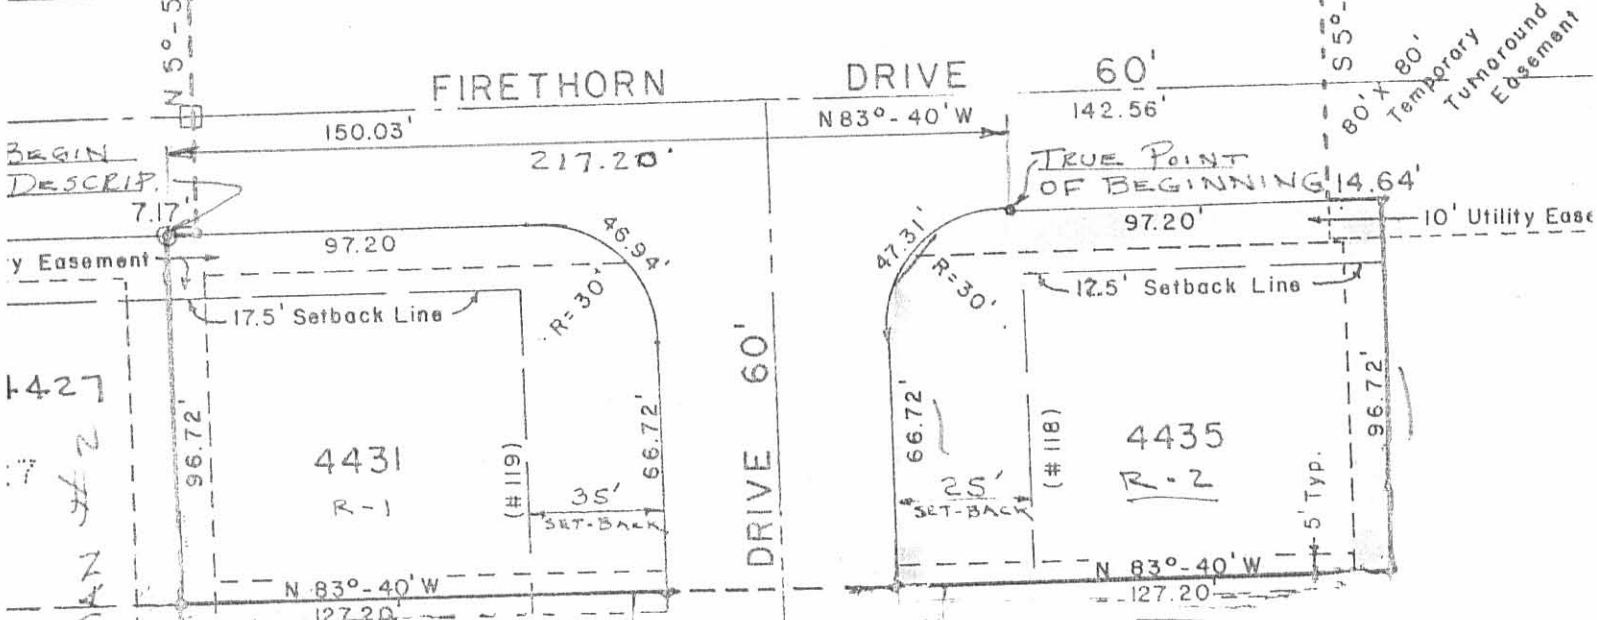 N 5°-5
S 5°-
FIRETHORN DRIVE 60'
80' X 80'
Temporary
Turnaround
Easement
150.03'
N 83°-40' W
142.56'
BEGIN
DESCRIP.
217.20'
TRUE POINT
OF BEGINNING
14.64'
7.17'
97.20
46.94'
47.31'
97.20'
10' Utility Ease
y Easement
R=30'
R=30'
17.5' Setback Line
12.5' Setback Line
4427
:7
#2
96.72'
4431
R-1
(#119)
35'
SET-BACK
66.72'
DRIVE 60'
66.72'
25'
SET-BACK
(#118)
4435
R-2
5' Typ.
96.72'
N 83°-40' W
127.20'
N 83°-40' W
127.20'